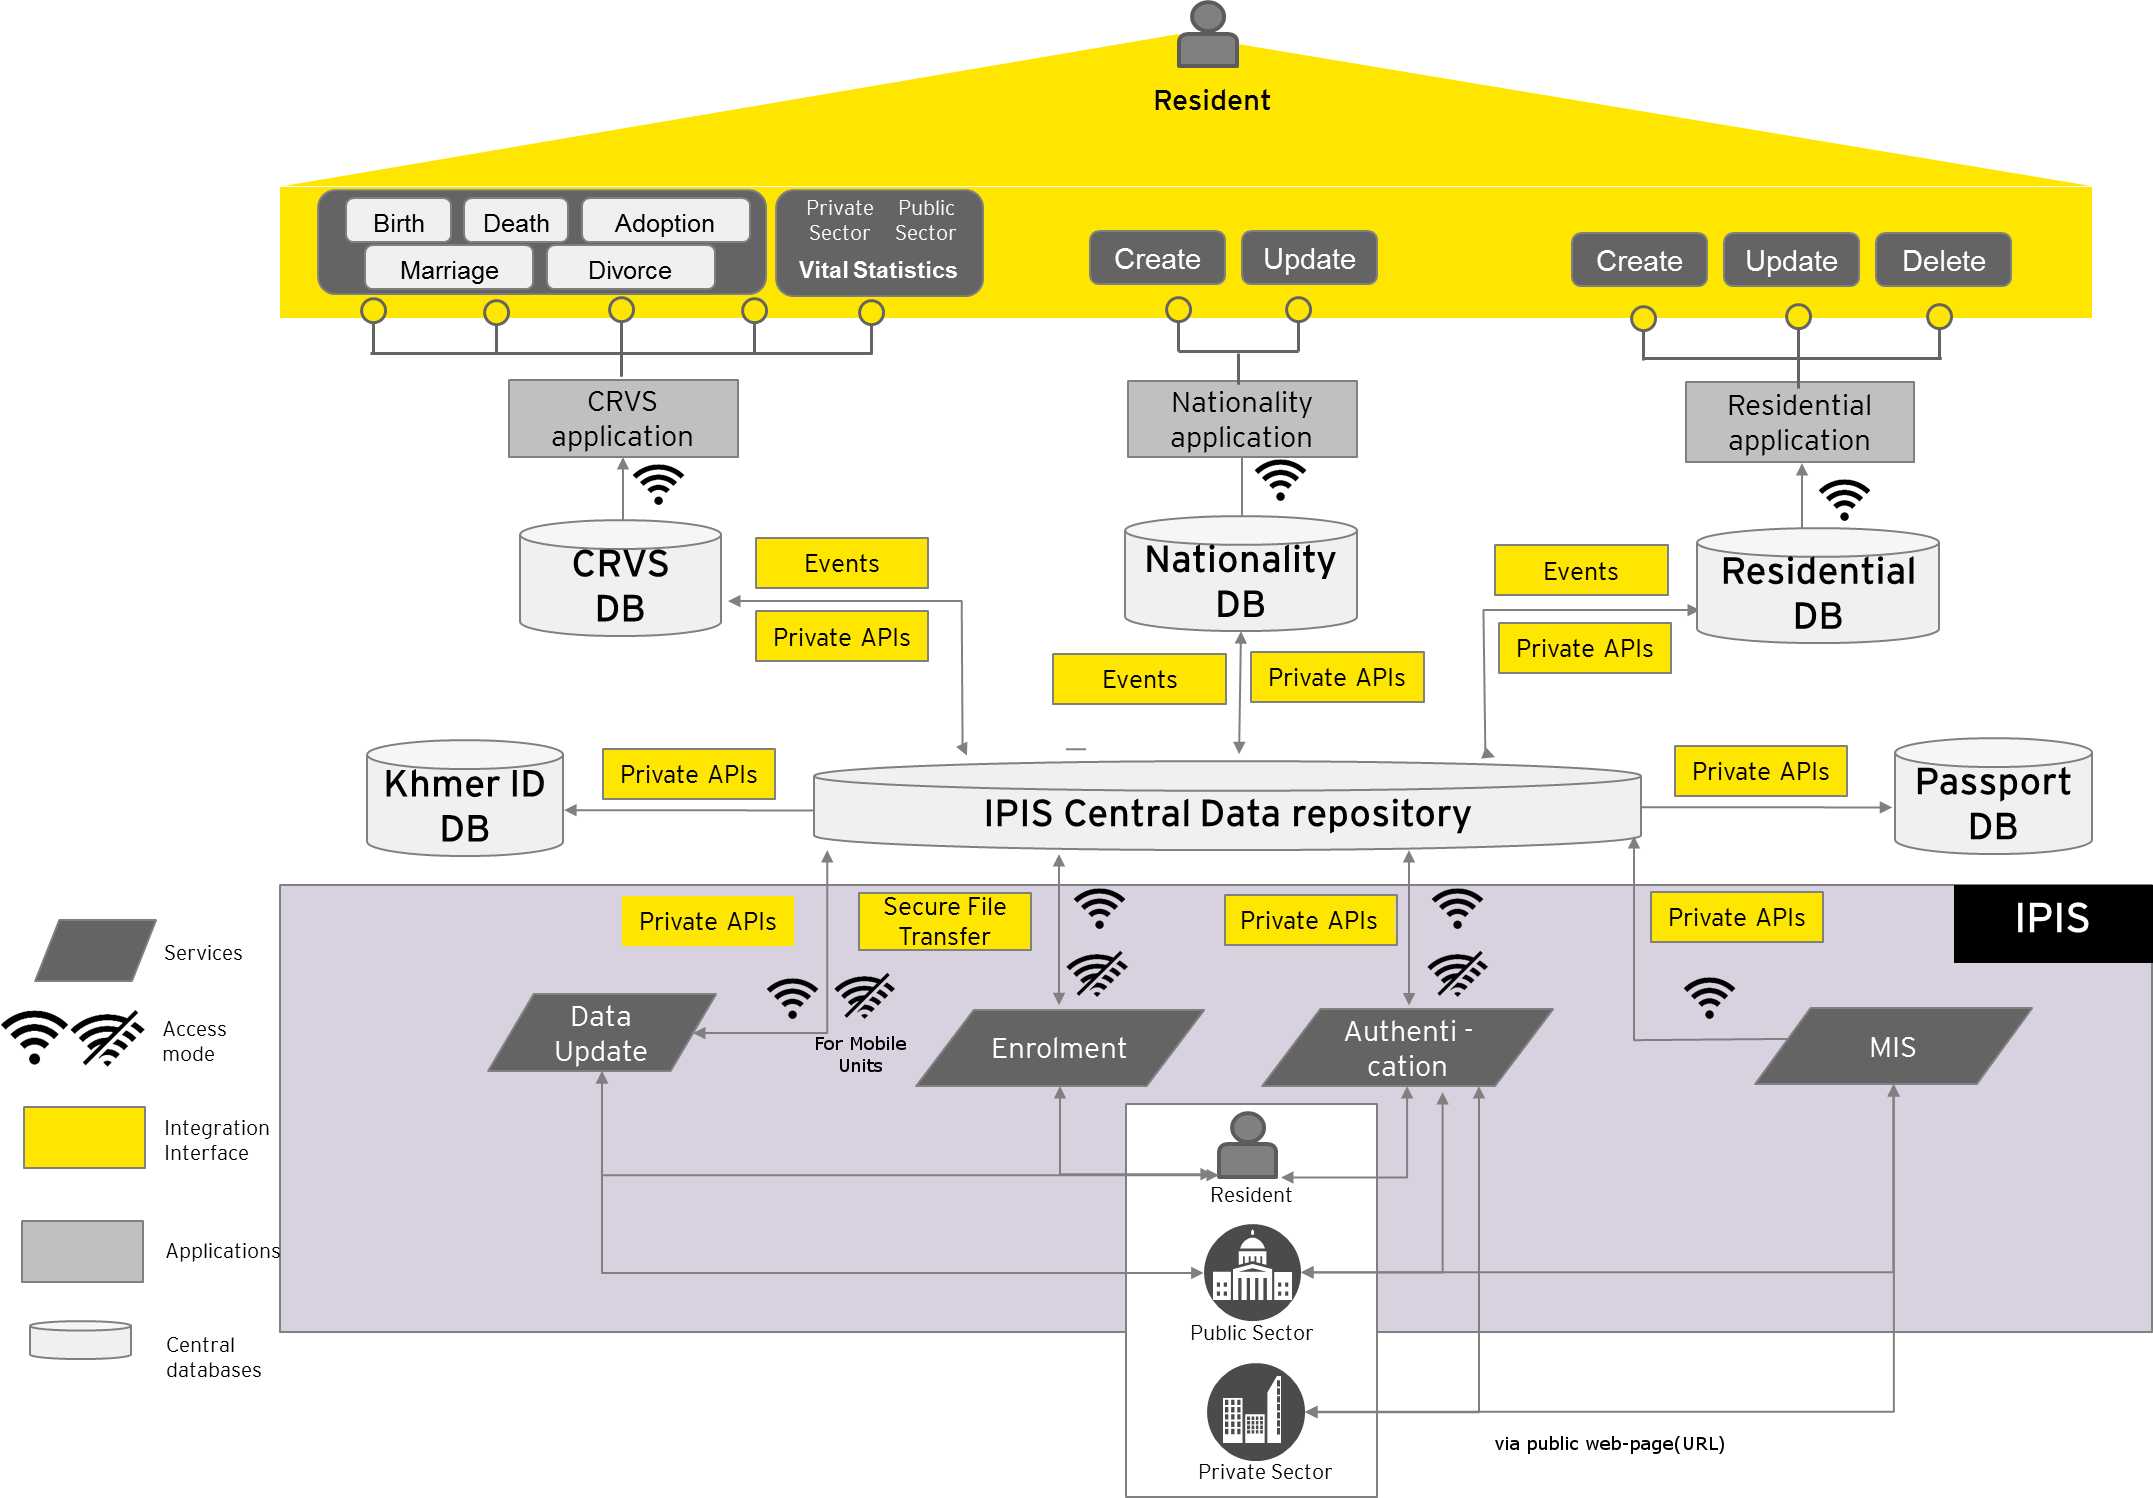 Resident
Birth
Death
Adoption
Marriage
Divorce
Private
Sector
Public
Sector
Vital Statistics
Create
Update
Create
Update
Delete
CRVS
application
Nationality
application
Residential
application
CRVS
DB
Events
Private APIs
Nationality
DB
Events
Private APIs
Events
Private APIs
Residential
DB
Khmer ID
DB
Private APIs
IPIS Central Data repository
Private APIs
Passport
DB
Private APIs
Secure File
Transfer
Private APIs
Private APIs
IPIS
Services
Access
mode
Integration
Interface
Applications
Central
databases
Data
Update
For Mobile
Units
Enrolment
Authenti -
cation
MIS
Resident
Public Sector
Private Sector
via public web-page(URL)